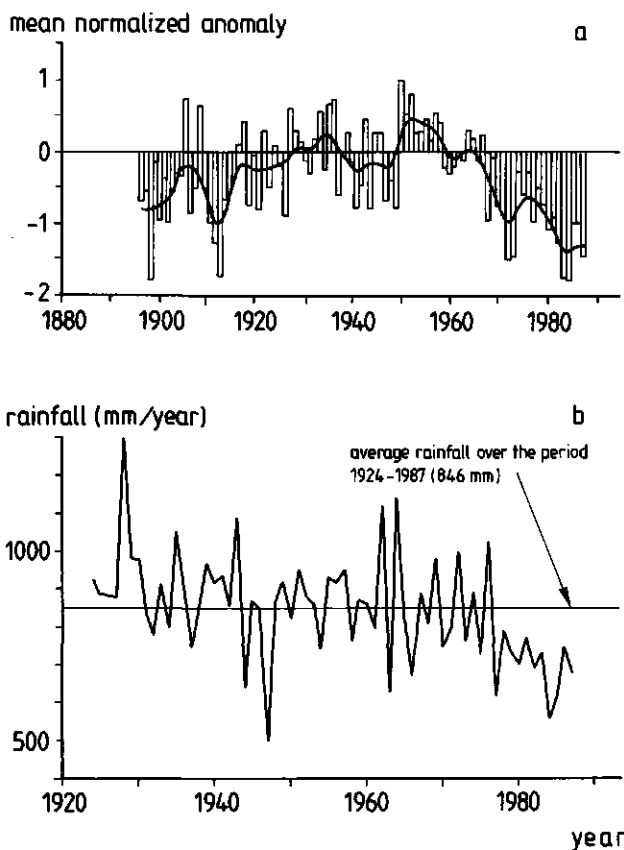 mean normalized anomaly
a
1
0
-1
-2
1880 1900 1920 1940 1960 1980
rainfall (mm/year)
b
average rainfall over the period
1924-1987 (846 mm)
1000
500
1920 1940 1960 1980
year